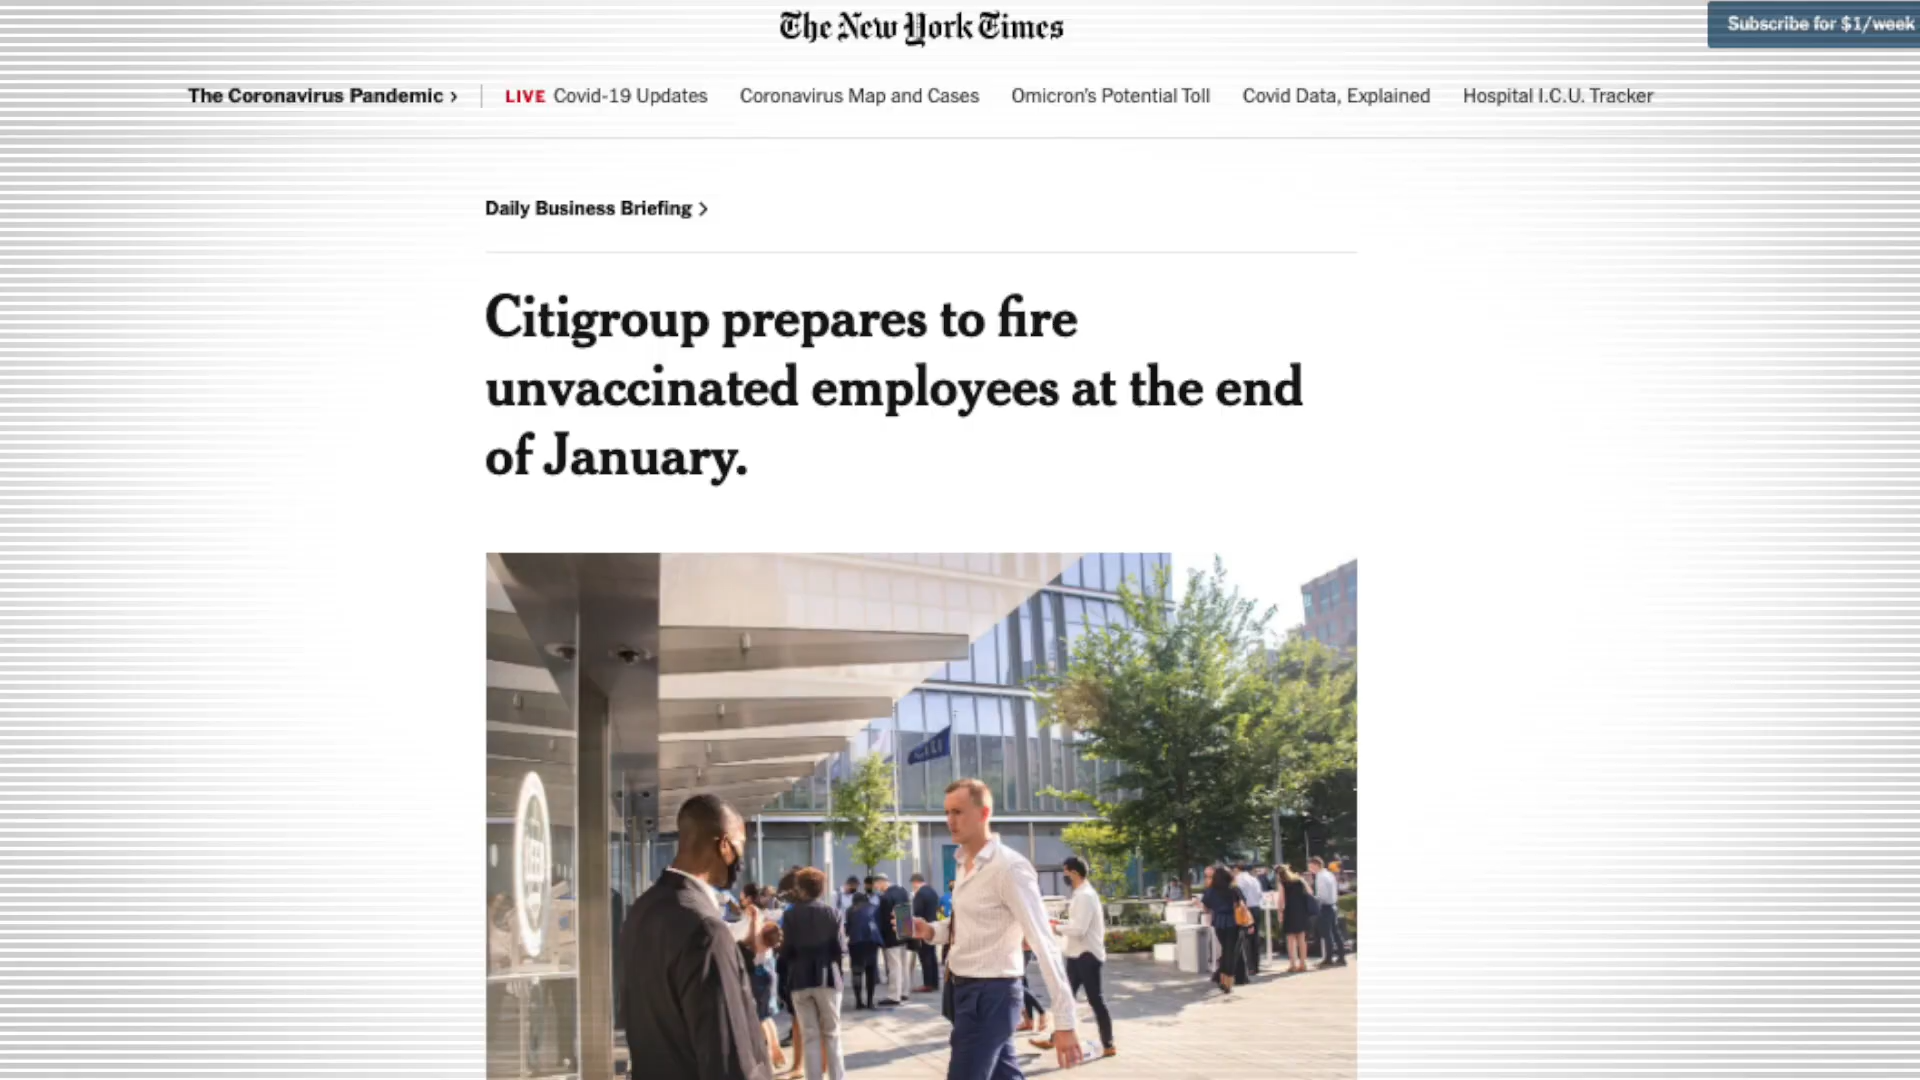 The New York Times
Subscribe for $1/week
The Coronavirus Pandemic › LIVE Covid-19 Updates Coronavirus Map and Cases Omicron's Potential Toll Covid Data, Explained Hospital I.C.U. Tracker
Daily Business Briefing >
Citigroup prepares to fire
unvaccinated employees at the end
of January.